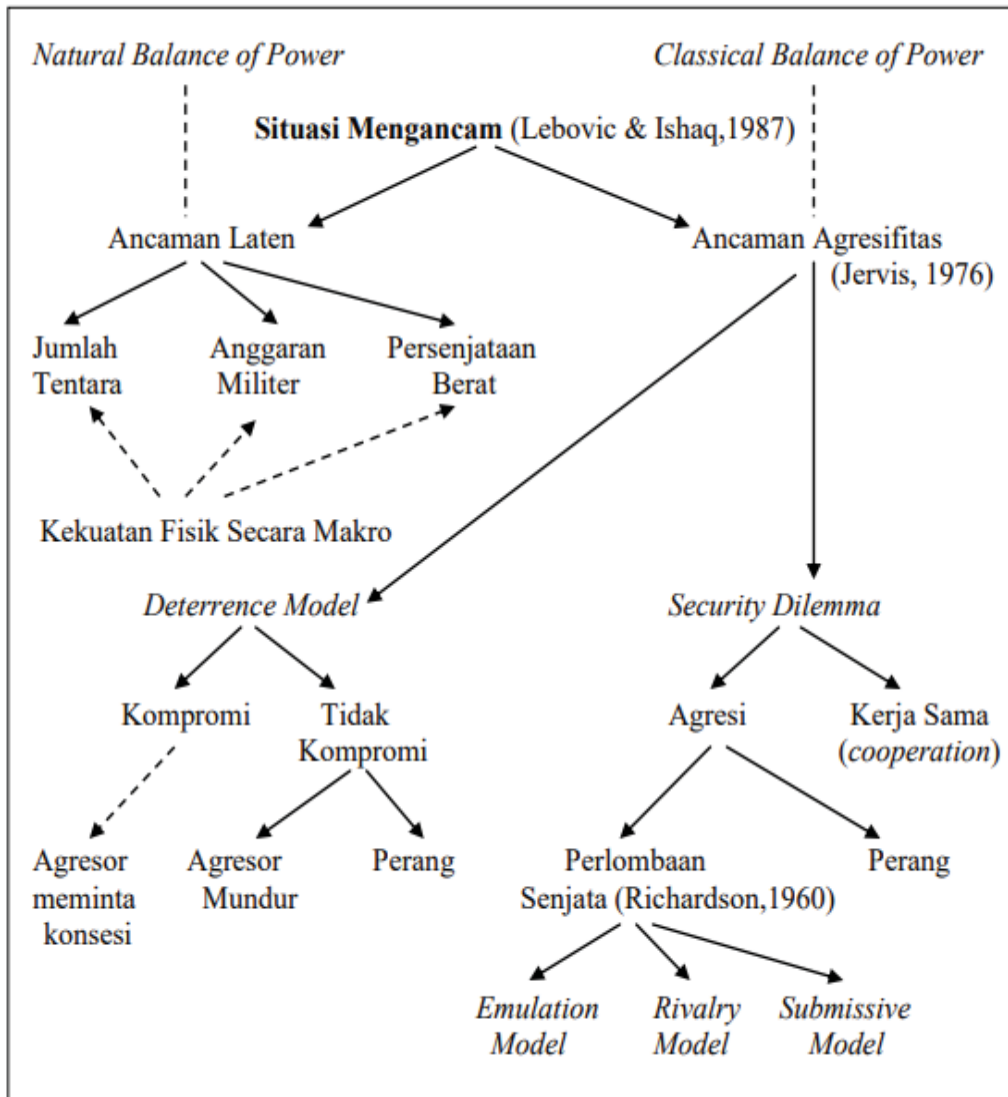 Natural Balance of Power
Classical Balance of Power
Situasi Mengancam (Lebovic & Ishaq,1987)
Ancaman Laten
Ancaman Agresifitas
(Jervis, 1976)
Jumlah
Tentara
Anggaran
Militer
Persenjataan
Berat
Kekuatan Fisik Secara Makro
Deterrence Model
Security Dilemma
Kompromi
Tidak
Kompromi
Agresi
Kerja Sama
(cooperation)
Agresor
meminta
konsesi
Agresor
Mundur
Perang
Perlombaan
Senjata (Richardson,1960)
Perang
Emulation
Model
Rivalry
Model
Submissive
Model